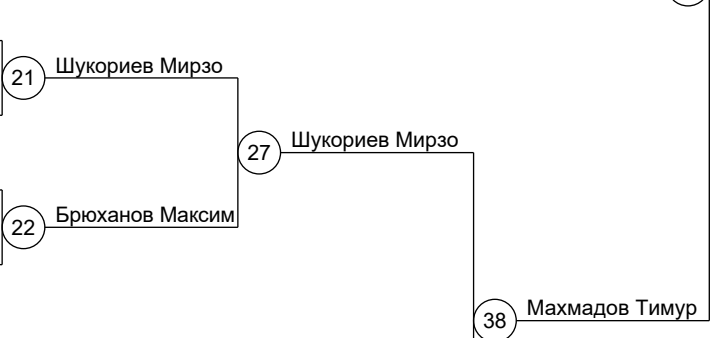 Шукориев Мирзо
21
Шукориев Мирзо
27
Брюханов Максим
22
Махмадов Тимур
38